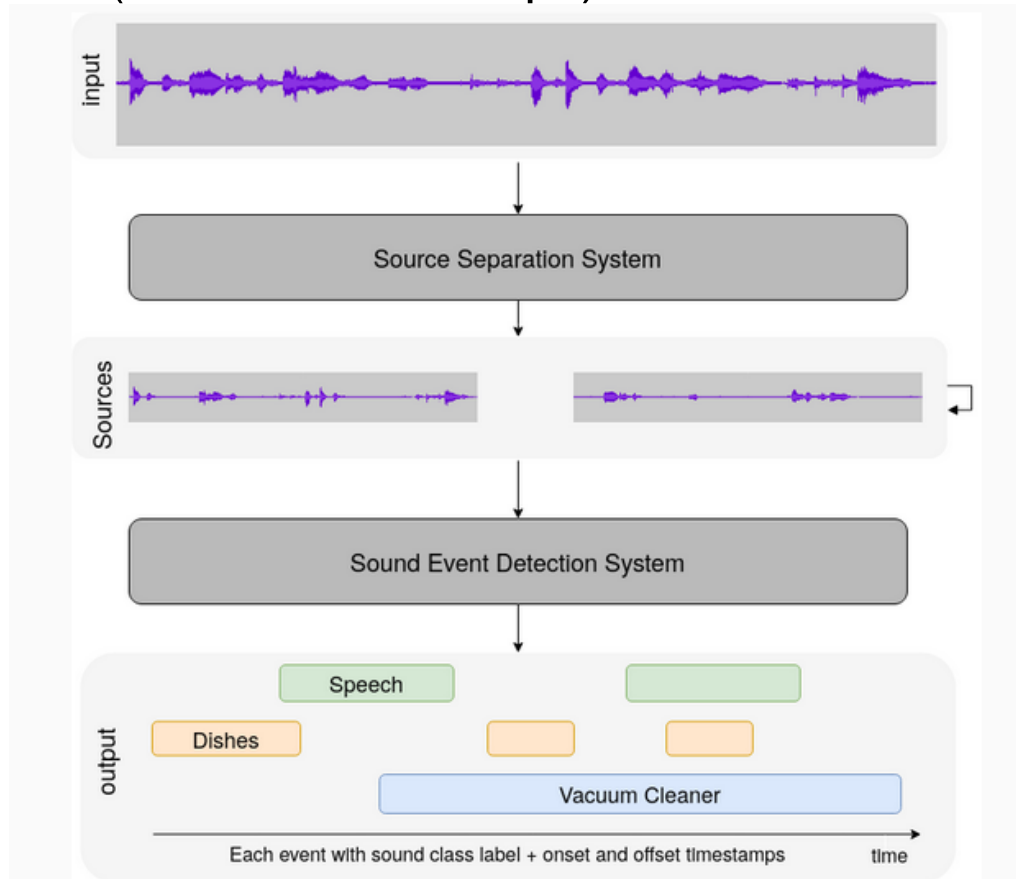 input
Source Separation System
Sources
Sound Event Detection System
Speech
Dishes
output
Vacuum Cleaner
Each event with sound class label + onset and offset timestamps
time